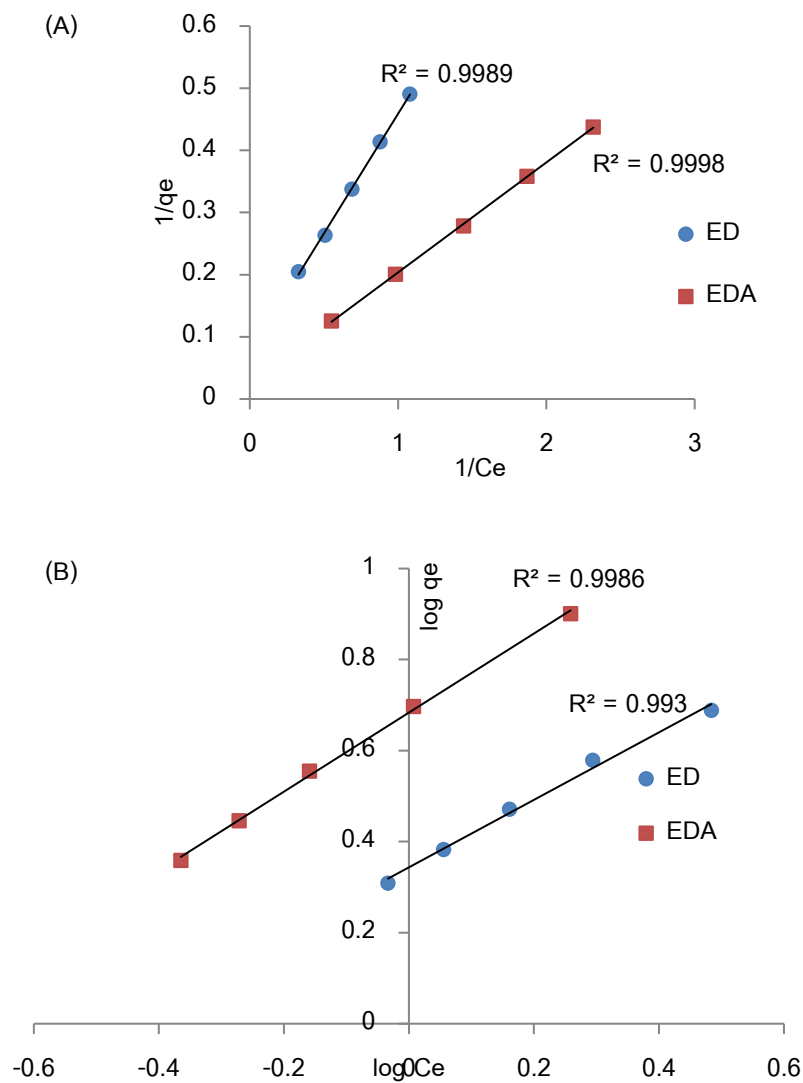 (A)
0.6
0.5
0.4
0.3
0.2
0.1
0
1/qe
R² = 0.9989
R² = 0.9998
ED
EDA
0 1 2 3
1/Ce
(B)
1
0.8
0.6
0.4
0.2
0
log qe
R² = 0.9986
R² = 0.993
ED
EDA
-0.6 -0.4 -0.2 0 0.2 0.4 0.6
log Ce